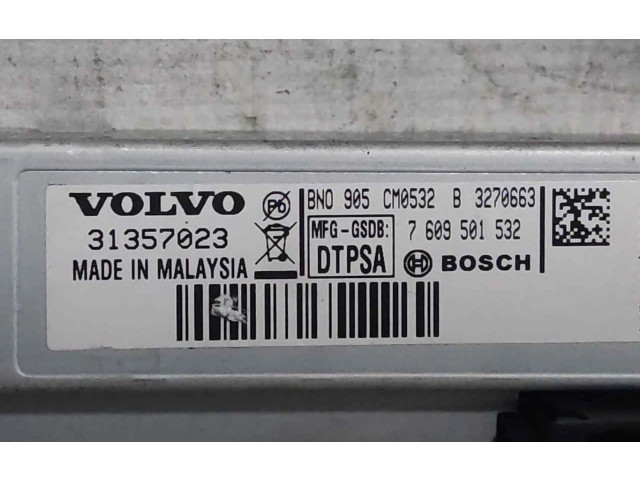 VOLVO
31357023
MADE IN MALAYSIA
Pb
BNO 905 CM0532 B 3270663
MFG-GSDB:
DTPSA
7 609 501 532
BOSCH